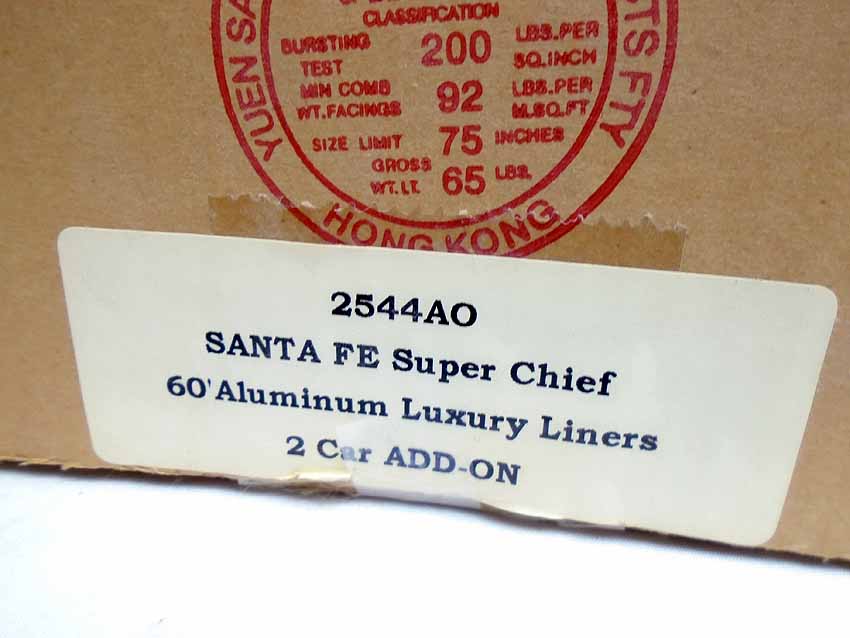 CLASSIFICATION
BURSTING TEST 200 LBS.PER SQ.INCH
MIN COMB WT.FACINGS 92 LBS.PER M.SQ.FT
SIZE LIMIT 75 INCHES
GROSS WT.LT. 65 LBS.
YUEN
FTY
HONG KONG
2544AO
SANTA FE Super Chief
60'Aluminum Luxury Liners
2 Car ADD-ON